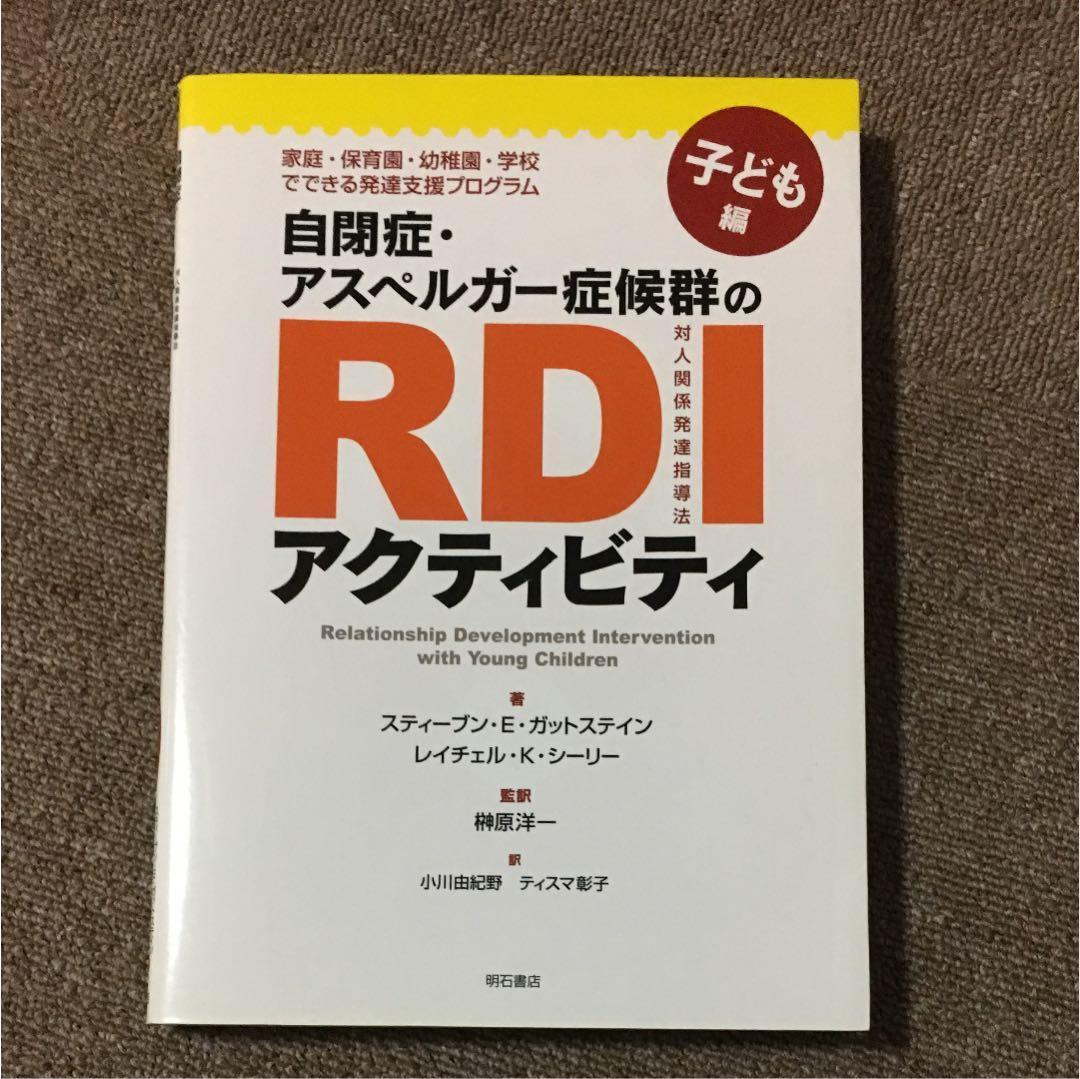 子ども
編
家庭・保育園・幼稚園・学校
でできる発達支援プログラム
自閉症・
アスペルガー症候群の
RDI
対人関係発達指導法
アクティビティ
Relationship Development Intervention
with Young Children
著
スティーブン・E・ガットステイン
レイチェル・K・シーリー
監訳
榊原洋一
訳
小川由紀野 ティスマ彰子
明石書店